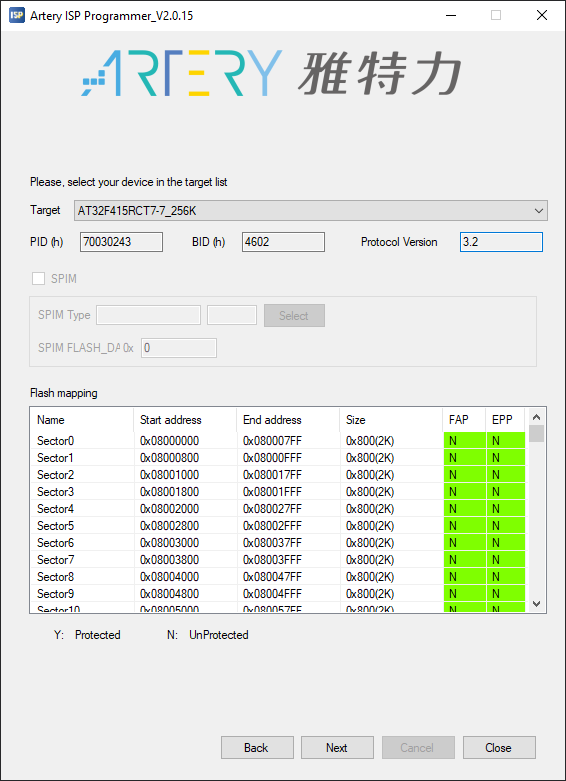 ISP Artery ISP Programmer_V2.0.15
ARTERY 雅特力
Please, select your device in the target list
Target AT32F415RCT7-7_256K
PID (h) 70030243 BID (h) 4602 Protocol Version 3.2
SPIM
SPIM Type Select
SPIM FLASH_DA 0x 0
Flash mapping
Name Start address End address Size FAP EPP
Sector0 0x08000000 0x080007FF 0x800(2K) N N
Sector1 0x08000800 0x08000FFF 0x800(2K) N N
Sector2 0x08001000 0x080017FF 0x800(2K) N N
Sector3 0x08001800 0x08001FFF 0x800(2K) N N
Sector4 0x08002000 0x080027FF 0x800(2K) N N
Sector5 0x08002800 0x08002FFF 0x800(2K) N N
Sector6 0x08003000 0x080037FF 0x800(2K) N N
Sector7 0x08003800 0x08003FFF 0x800(2K) N N
Sector8 0x08004000 0x080047FF 0x800(2K) N N
Sector9 0x08004800 0x08004FFF 0x800(2K) N N
Sector10 0x08005000 0x080057FF 0x800(2K) N N
Y: Protected N: UnProtected
Back Next Cancel Close